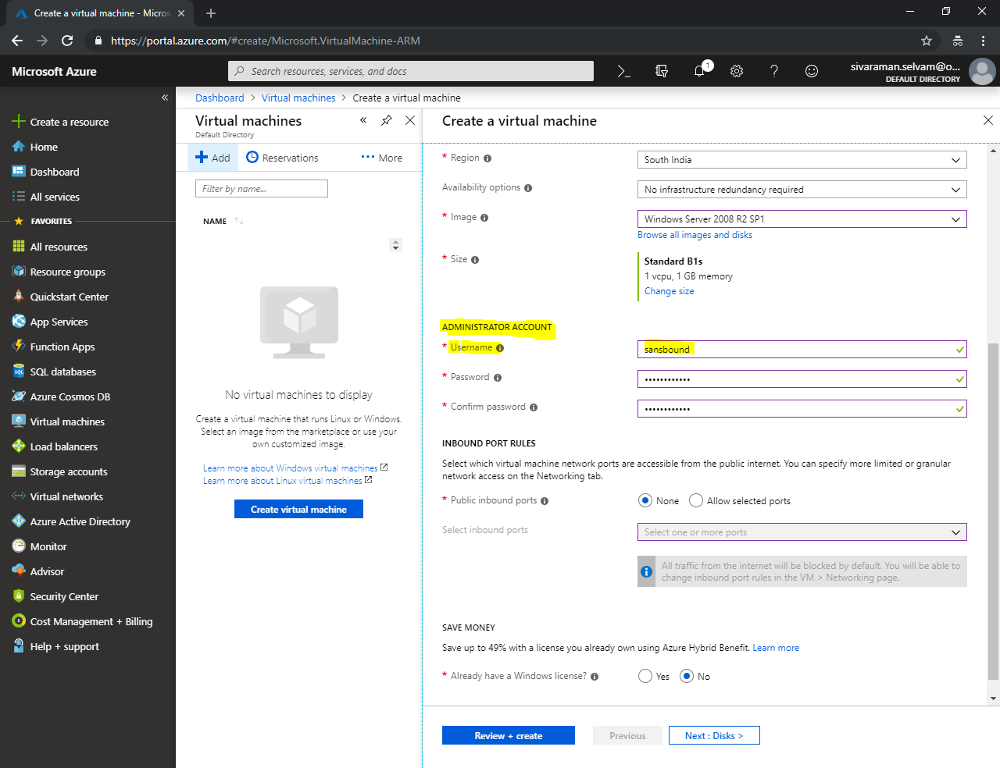 Create a virtual machine - Micros
https://portal.azure.com/#create/Microsoft.VirtualMachine-ARM
Microsoft Azure
Search resources, services, and docs
1
sivaraman.selvam@o...
DEFAULT DIRECTORY
Create a resource
Home
Dashboard
All services
FAVORITES
All resources
Resource groups
Quickstart Center
App Services
Function Apps
SQL databases
Azure Cosmos DB
Virtual machines
Load balancers
Storage accounts
Virtual networks
Azure Active Directory
Monitor
Advisor
Security Center
Cost Management + Billing
Help + support
Dashboard > Virtual machines > Create a virtual machine
Virtual machines
Default Directory
Add
Reservations
More
Filter by name...
NAME
No virtual machines to display
Create a virtual machine that runs Linux or Windows.
Select an image from the marketplace or use your
own customized image.
Learn more about Windows virtual machines
Learn more about Linux virtual machines
Create virtual machine
Create a virtual machine
* Region
South India
Availability options
No infrastructure redundancy required
* Image
Windows Server 2008 R2 SP1
Browse all images and disks
* Size
Standard B1s
1 vcpu, 1 GB memory
Change size
ADMINISTRATOR ACCOUNT
* Username
sansbound
* Password
••••••••••••
* Confirm password
••••••••••••
INBOUND PORT RULES
Select which virtual machine network ports are accessible from the public internet. You can specify more limited or granular
network access on the Networking tab.
* Public inbound ports
None
Allow selected ports
Select inbound ports
Select one or more ports
All traffic from the internet will be blocked by default. You will be able to
change inbound port rules in the VM > Networking page.
SAVE MONEY
Save up to 49% with a license you already own using Azure Hybrid Benefit. Learn more
* Already have a Windows license?
Yes
No
Review + create
Previous
Next : Disks >